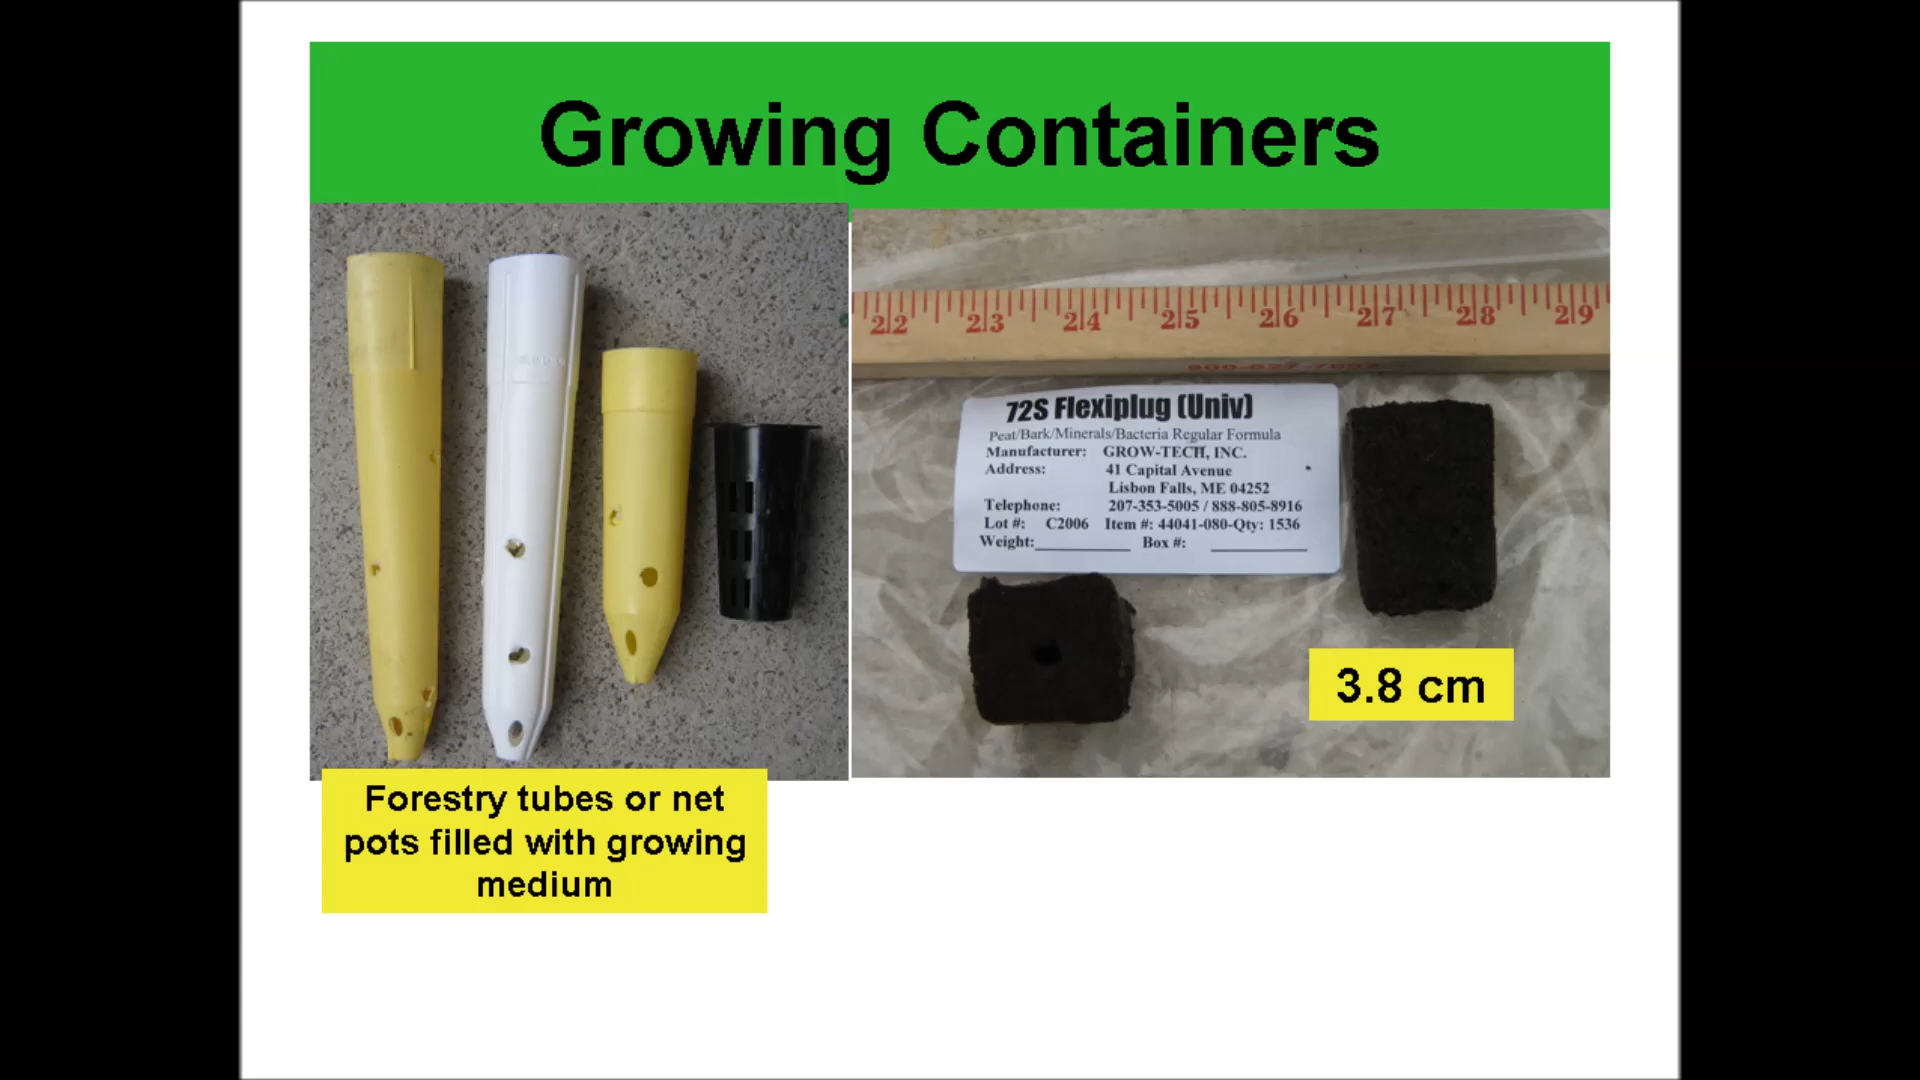 Growing Containers
22 23 24 25 26 27 28 29
72S Flexiplug (Univ)
Peat/Bark/Minerals/Bacteria Regular Formula
Manufacturer: GROW-TECH, INC.
Address: 41 Capital Avenue
Lisbon Falls, ME 04252
Telephone: 207-353-5005 / 888-805-8916
Lot #: C2006 Item #: 44041-080-Qty: 1536
Weight: Box #:
3.8 cm
Forestry tubes or net
pots filled with growing
medium